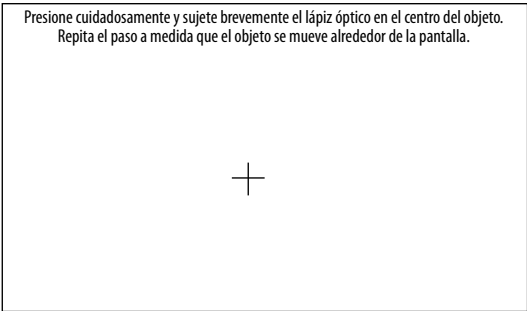 Presione cuidadosamente y sujete brevemente el lápiz óptico en el centro del objeto.
Repita el paso a medida que el objeto se mueve alrededor de la pantalla.